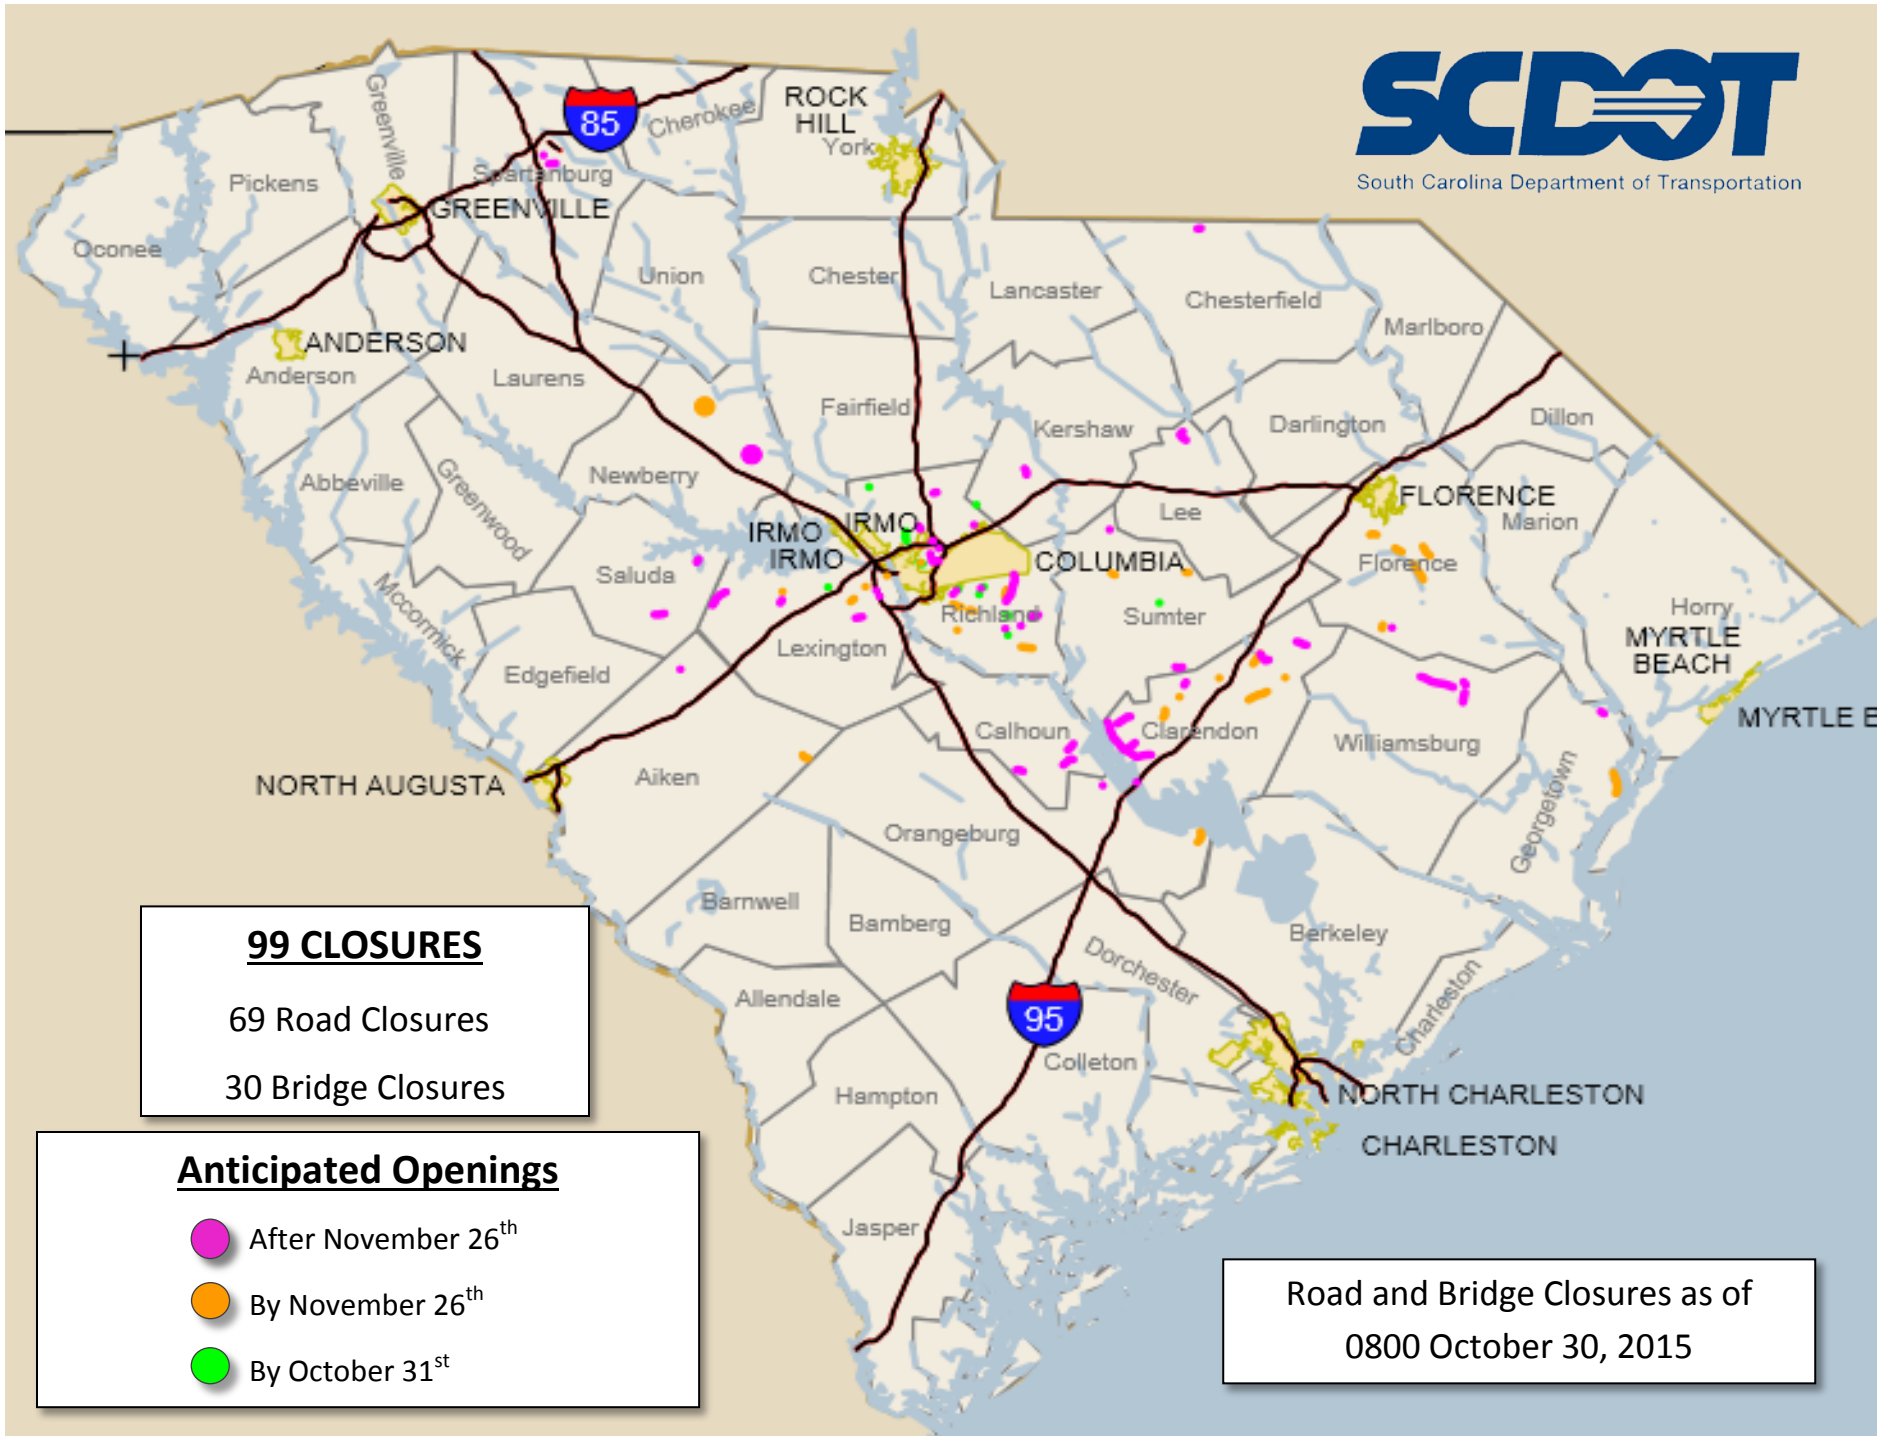 SCDOT
South Carolina Department of Transportation
85
Cherokee
ROCK
HILL
York
Greenville
Pickens
Spartanburg
GREENVILLE
Oconee
Union
Chester
Lancaster
Chesterfield
Marlboro
ANDERSON
Anderson
Laurens
Fairfield
Kershaw
Darlington
Dillon
Abbeville
Greenwood
Newberry
IRMO
IRMO
IRMO
Lee
FLORENCE
Marion
COLUMBIA
Florence
Saluda
Mccormick
Richland
Sumter
Horry
MYRTLE
BEACH
Lexington
Edgefield
MYRTLE B
Calhoun
Clarendon
Williamsburg
NORTH AUGUSTA
Aiken
Orangeburg
Georgetown
Barnwell
Bamberg
Berkeley
Dorchester
Charleston
Allendale
95
Colleton
Hampton
NORTH CHARLESTON
CHARLESTON
Jasper
99 CLOSURES
69 Road Closures
30 Bridge Closures
Anticipated Openings
After November 26th
By November 26th
By October 31st
Road and Bridge Closures as of
0800 October 30, 2015